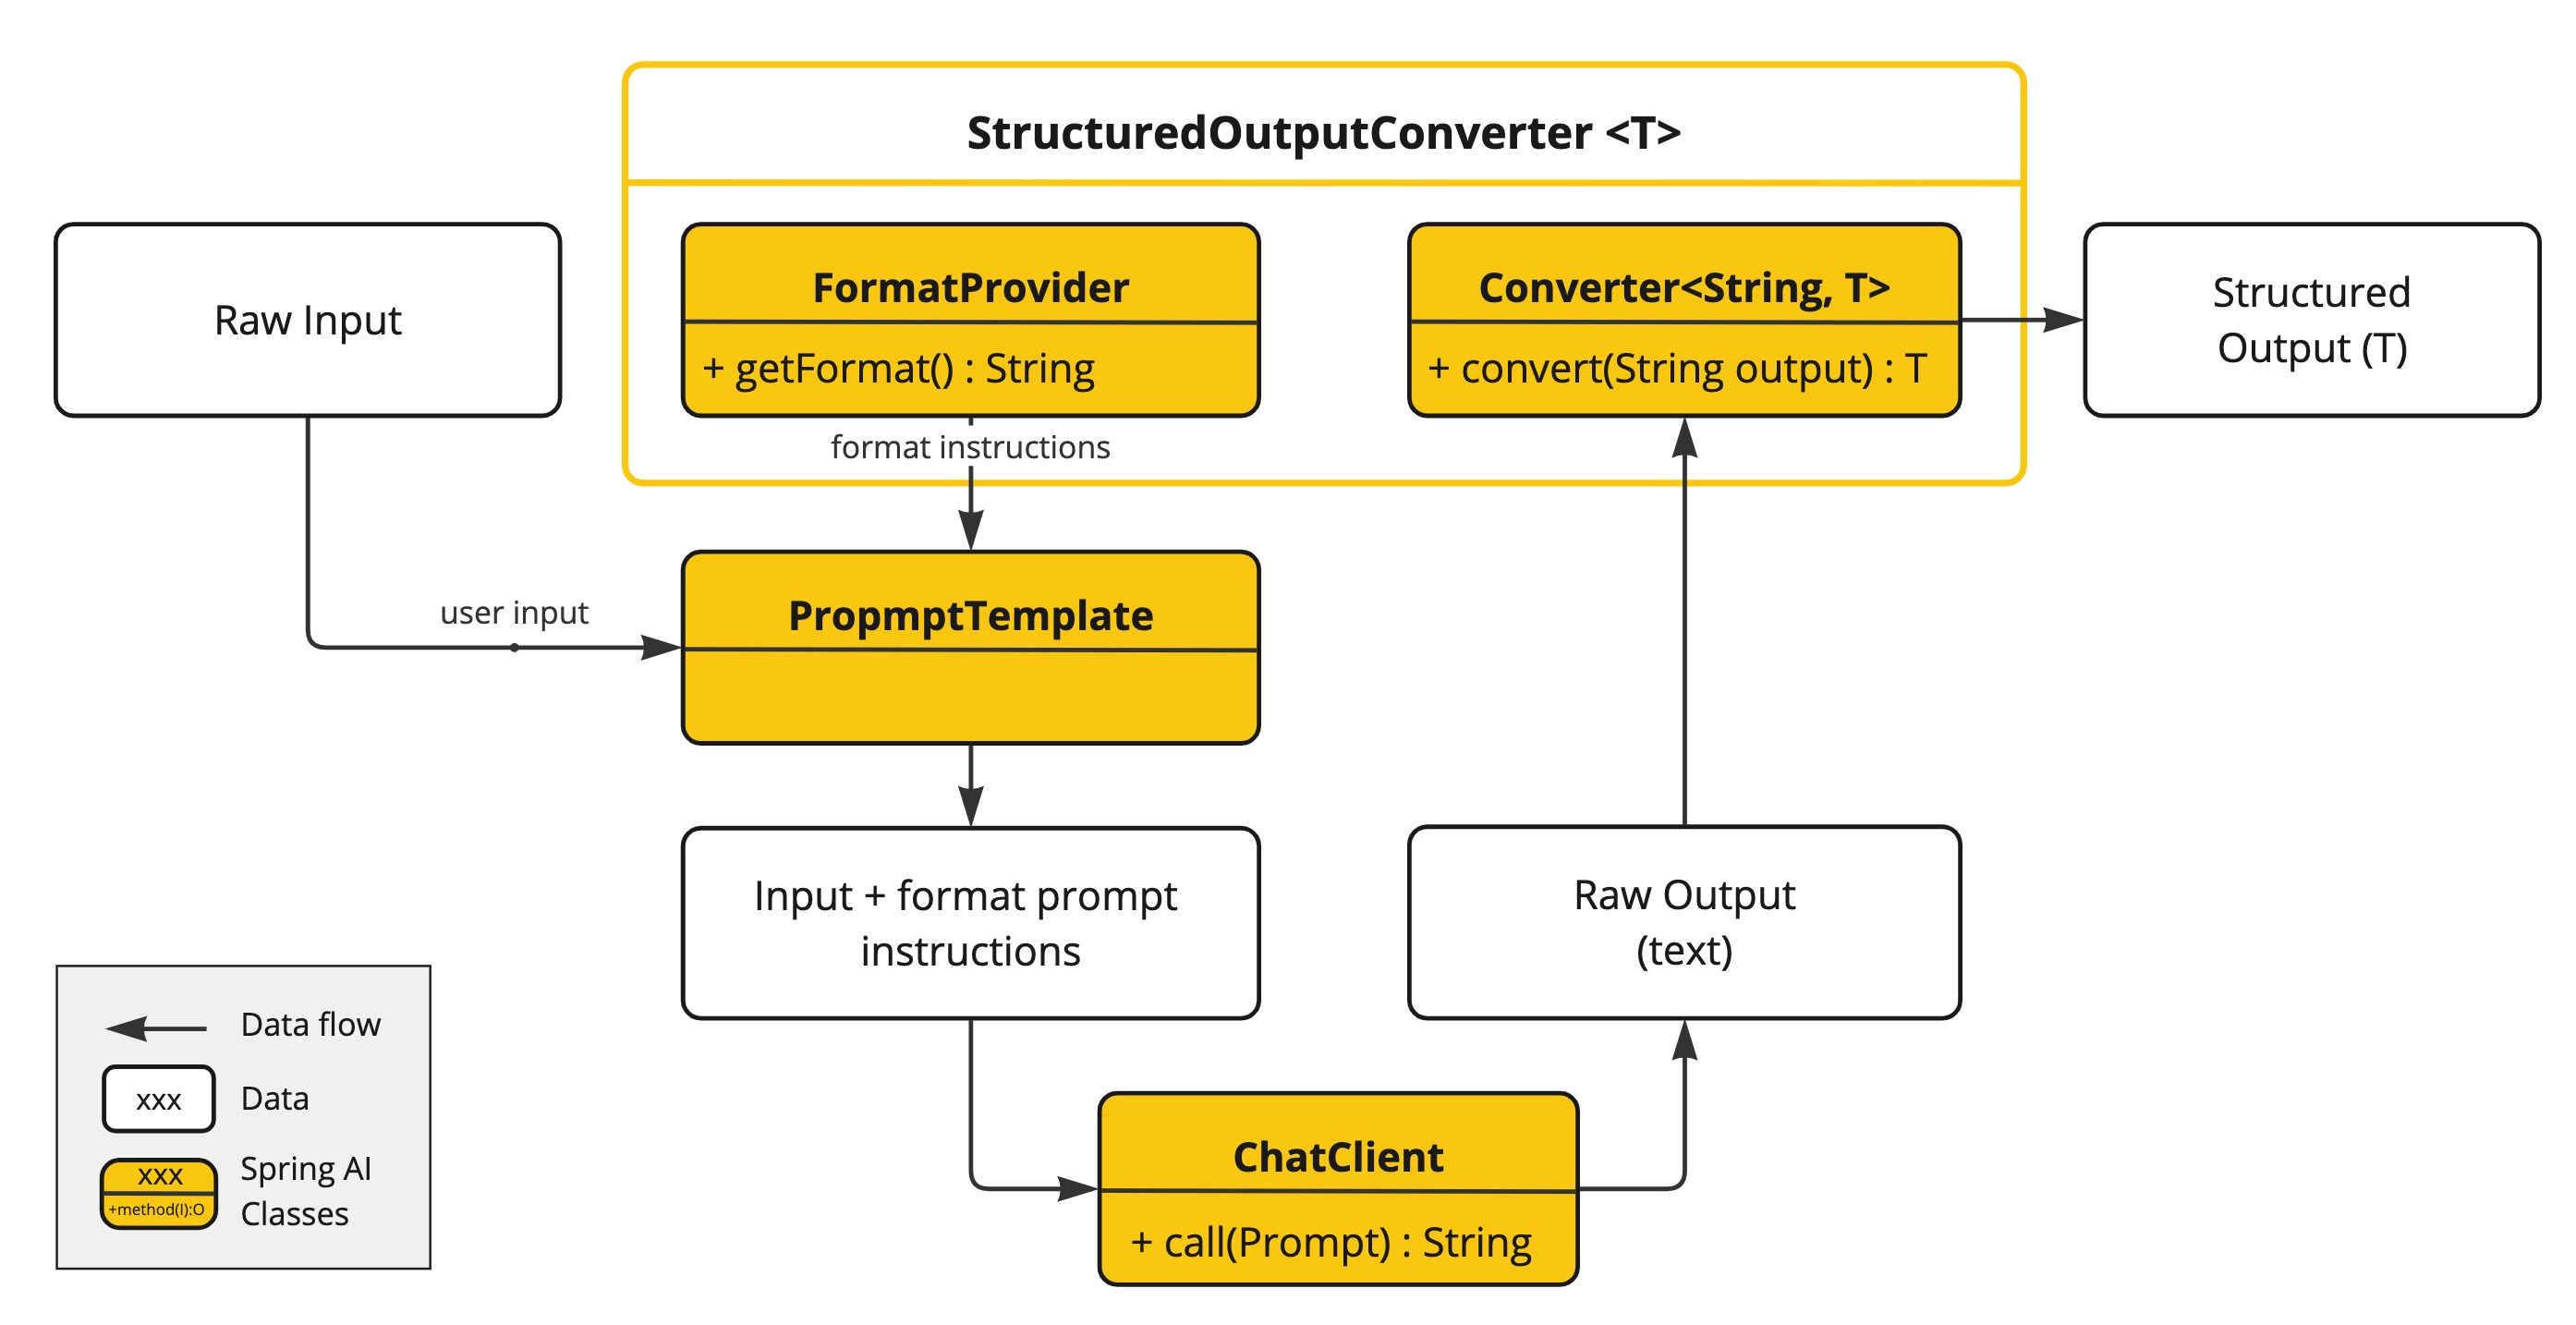 StructuredOutputConverter <T>
Raw Input
FormatProvider
+ getFormat() : String
Converter<String, T>
+ convert(String output) : T
Structured
Output (T)
format instructions
user input
PropmptTemplate
Input + format prompt
instructions
Raw Output
(text)
ChatClient
+ call(Prompt) : String
Data flow
xxx
Data
xxx
+method(I):O
Spring AI
Classes